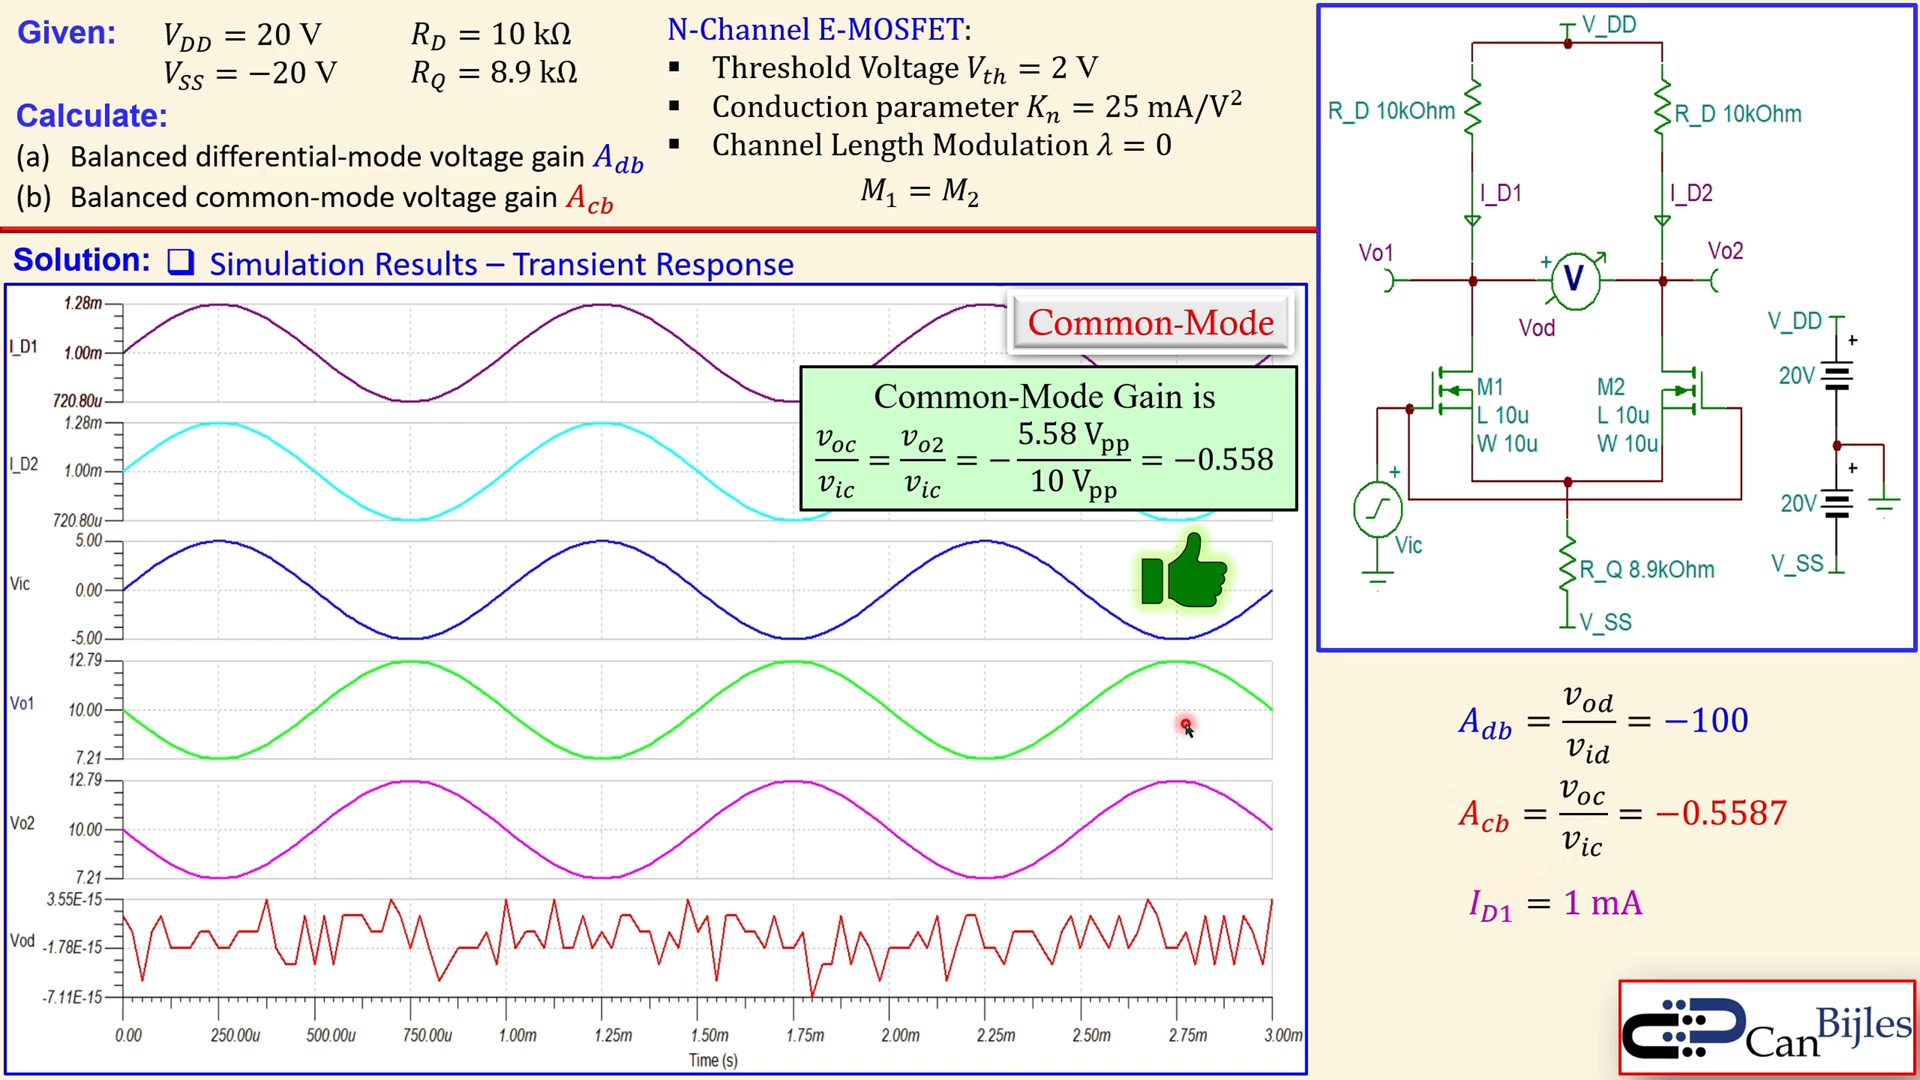 Given:
V_DD = 20 V
R_D = 10 kΩ
V_SS = −20 V
R_Q = 8.9 kΩ
Calculate:
(a) Balanced differential-mode voltage gain A_db
(b) Balanced common-mode voltage gain A_cb
N-Channel E-MOSFET:
▪ Threshold Voltage V_th = 2 V
▪ Conduction parameter K_n = 25 mA/V²
▪ Channel Length Modulation λ = 0
M₁ = M₂
Solution: ❑ Simulation Results – Transient Response
Common-Mode
Common-Mode Gain is
v_oc/v_ic = v_o2/v_ic = − 5.58 V_pp / 10 V_pp = −0.558
I_D1
1.28m
1.00m
720.80u
I_D2
1.28m
1.00m
720.80u
Vic
5.00
0.00
-5.00
Vo1
12.79
10.00
7.21
Vo2
12.79
10.00
7.21
Vod
3.55E-15
-1.78E-15
-7.11E-15
0.00 250.00u 500.00u 750.00u 1.00m 1.25m 1.50m 1.75m 2.00m 2.25m 2.50m 2.75m 3.00m
Time (s)
V_DD
R_D 10kOhm
R_D 10kOhm
I_D1
I_D2
Vo1
Vo2
+
V
Vod
M1
L 10u
W 10u
M2
L 10u
W 10u
+
Vic
R_Q 8.9kOhm
V_SS
V_DD
+
20V
+
20V
V_SS
A_db = v_od/v_id = −100
A_cb = v_oc/v_ic = −0.5587
I_D1 = 1 mA
CanBijles